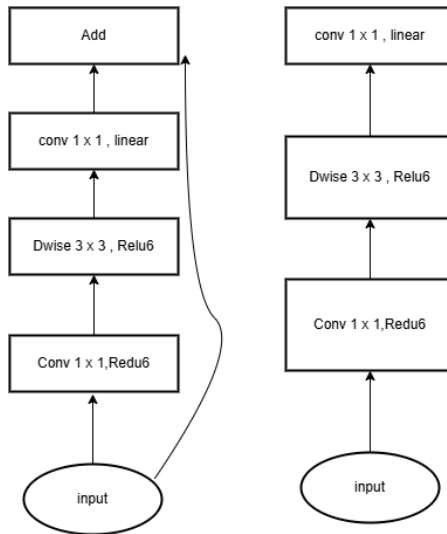 Add
conv 1 x 1 , linear
Dwise 3 x 3 , Relu6
Conv 1 x 1,Redu6
input
conv 1 x 1 , linear
Dwise 3 x 3 , Relu6
Conv 1 x 1,Redu6
input